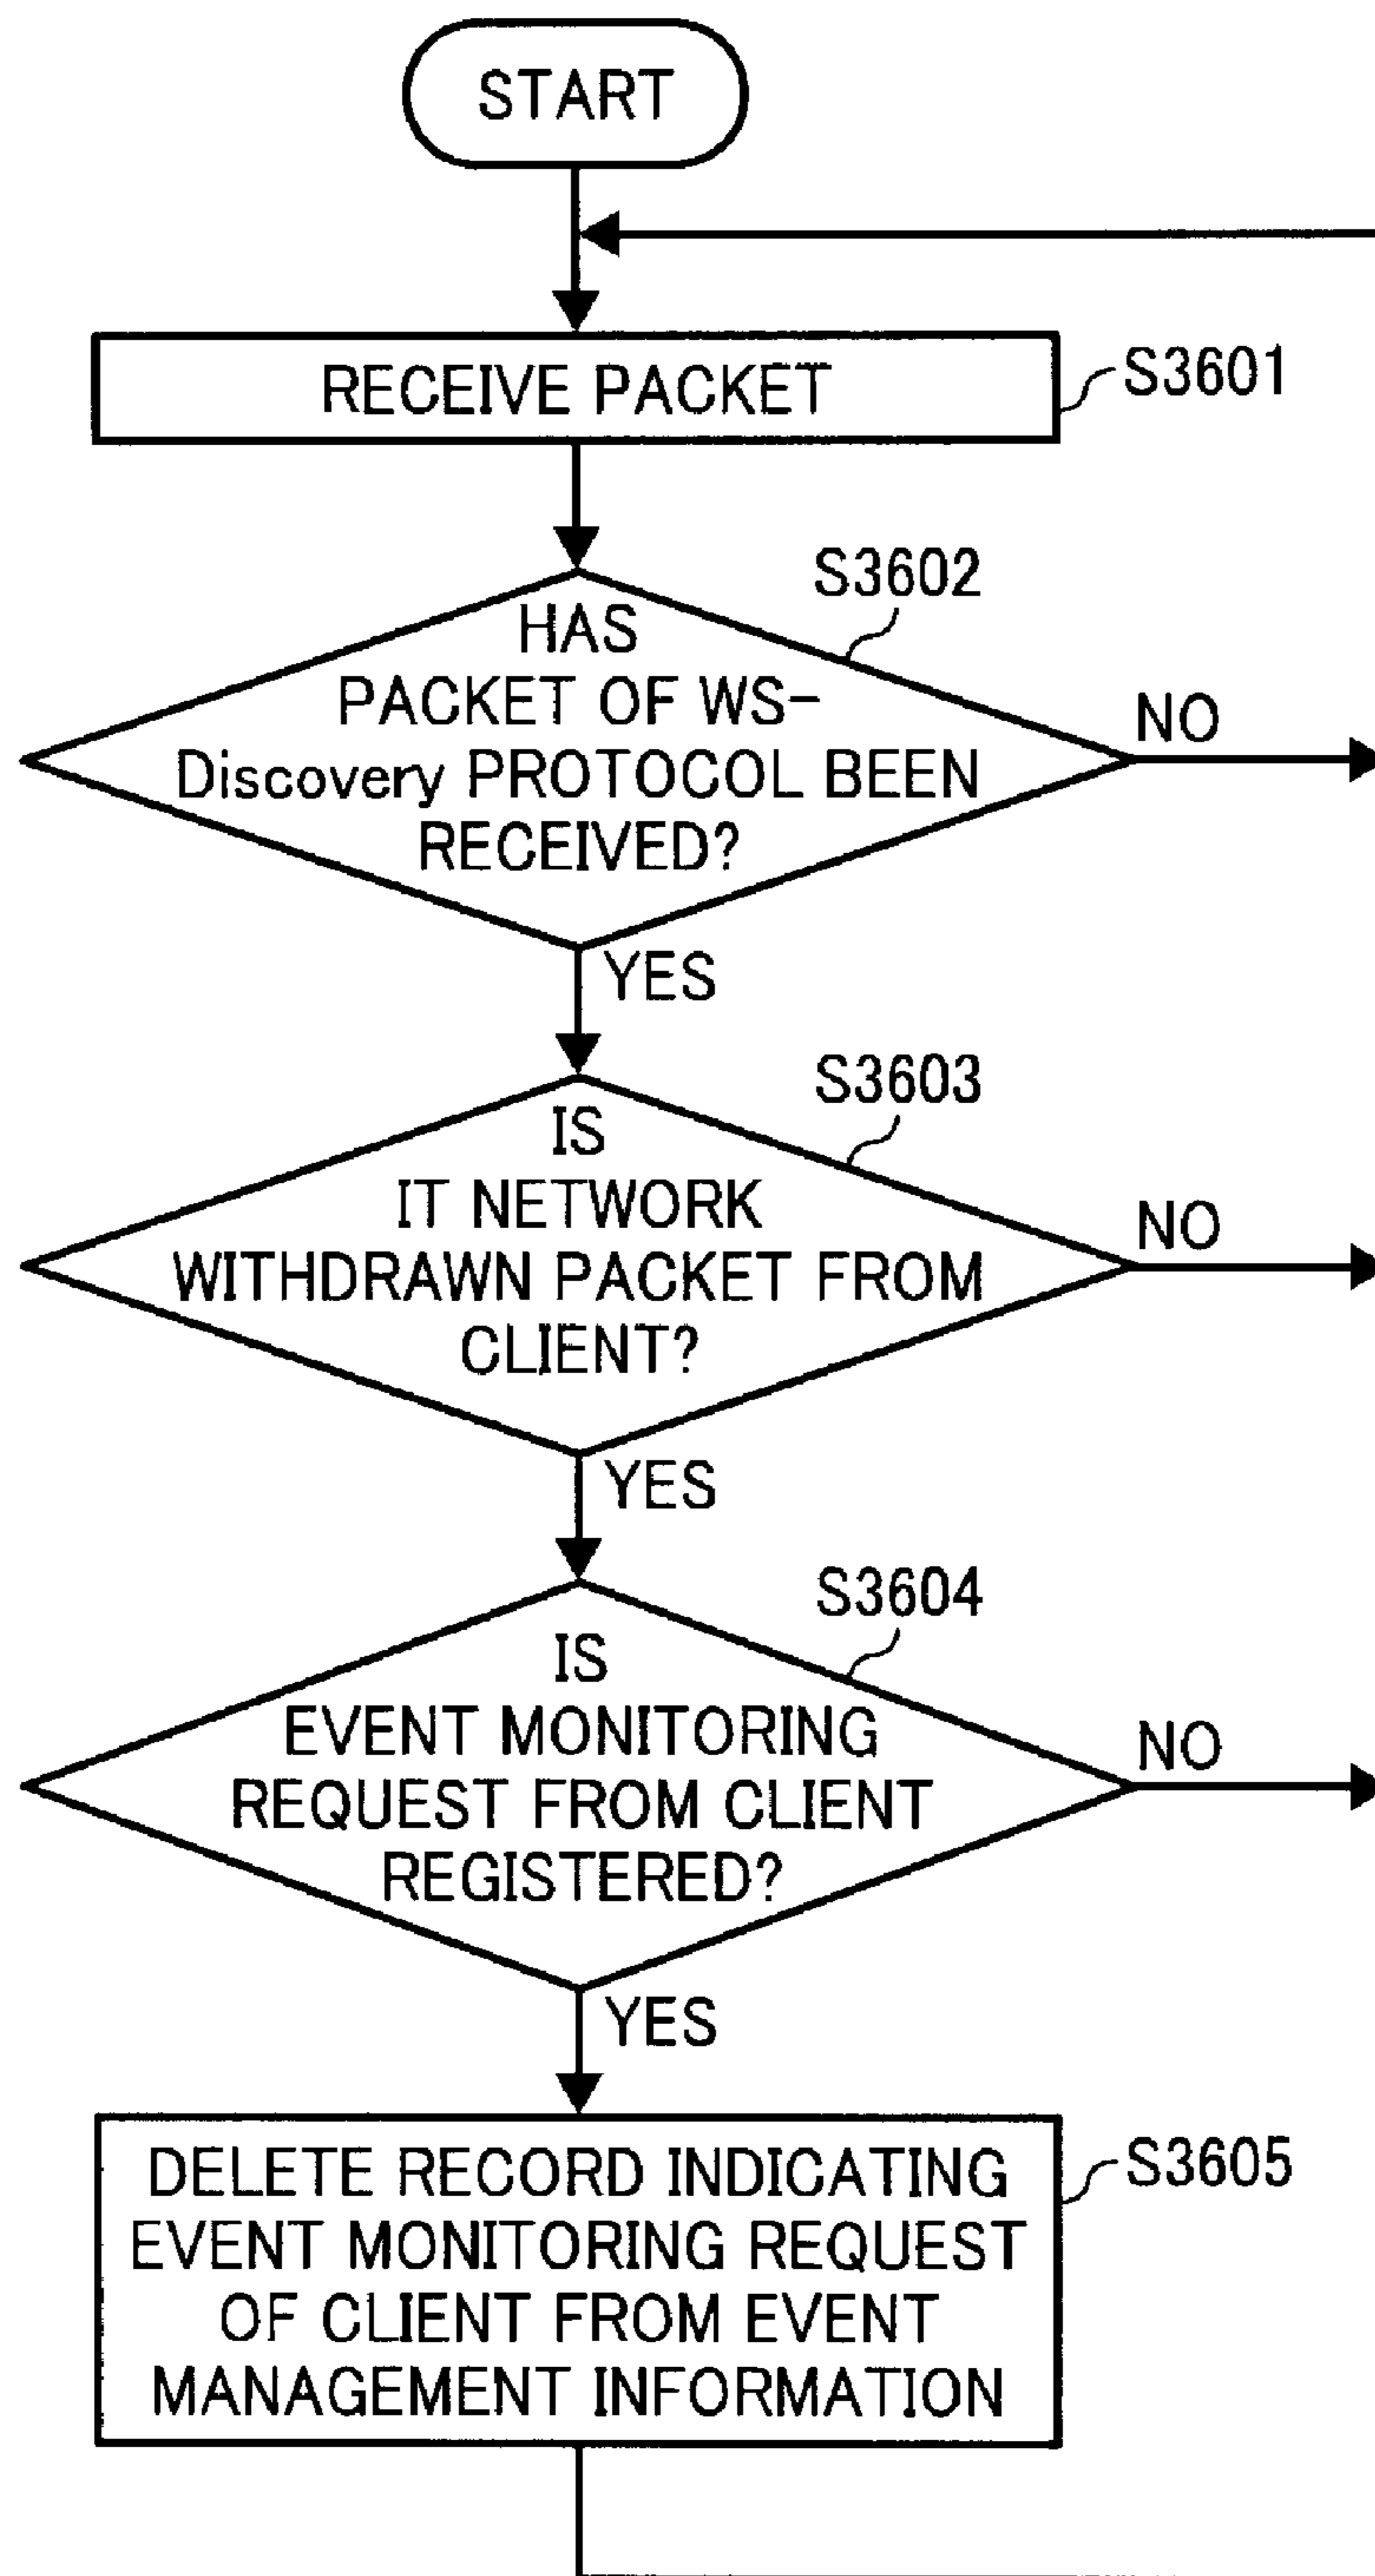 START
RECEIVE PACKET
S3601
S3602
HAS
PACKET OF WS-
Discovery PROTOCOL BEEN
RECEIVED?
NO
YES
S3603
IS
IT NETWORK
WITHDRAWN PACKET FROM
CLIENT?
NO
YES
S3604
IS
EVENT MONITORING
REQUEST FROM CLIENT
REGISTERED?
NO
YES
DELETE RECORD INDICATING
EVENT MONITORING REQUEST
OF CLIENT FROM EVENT
MANAGEMENT INFORMATION
S3605